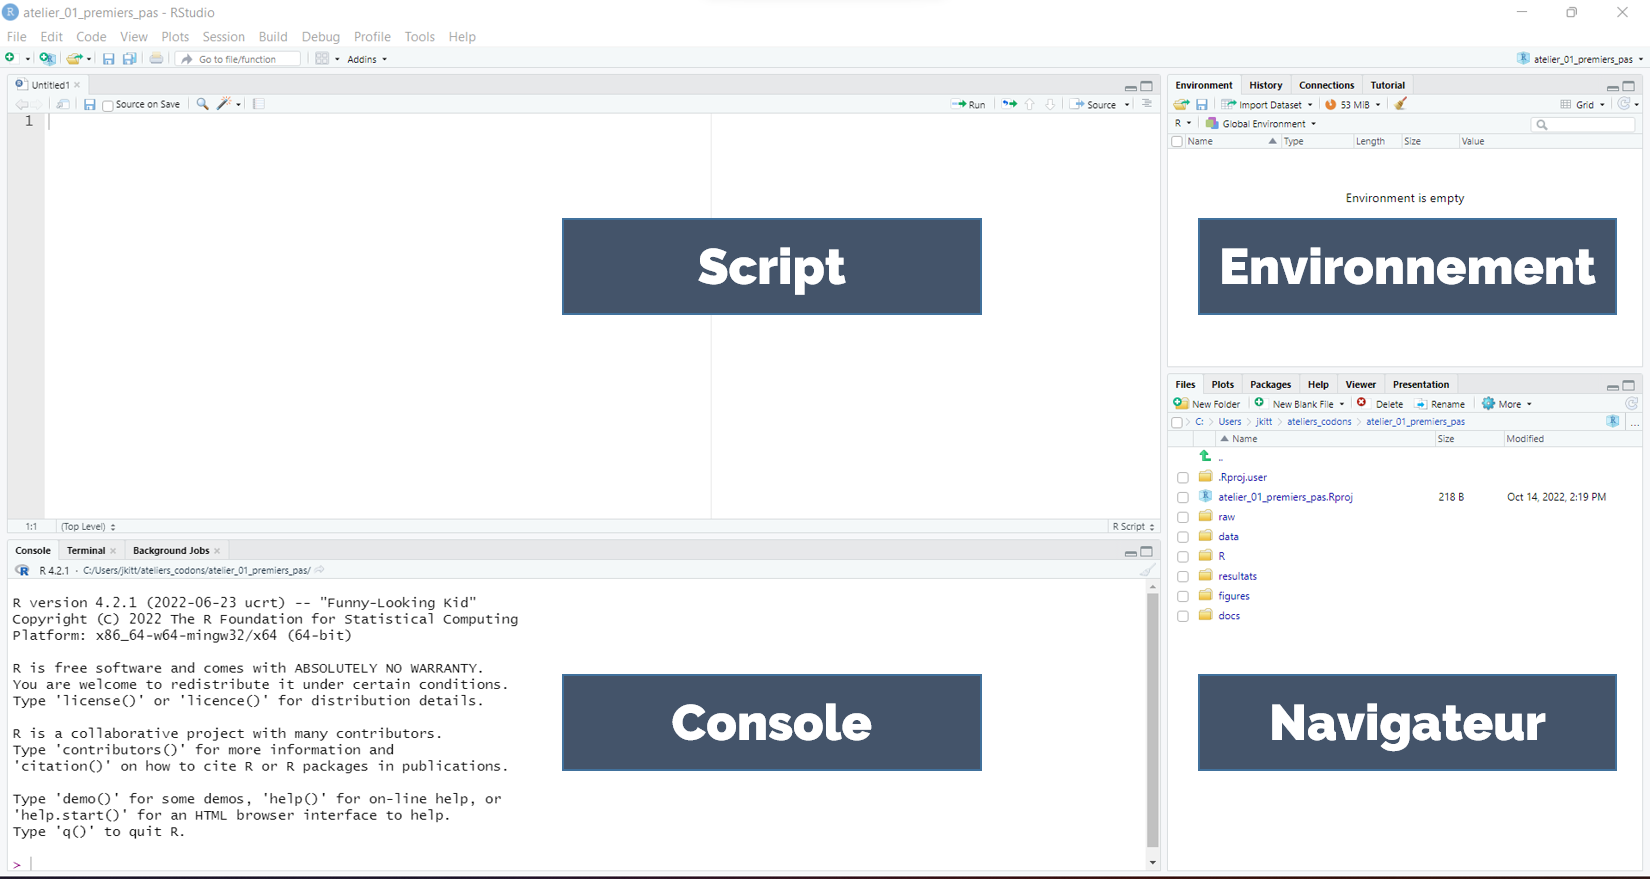 atelier_01_premiers_pas - RStudio
File Edit Code View Plots Session Build Debug Profile Tools Help
Go to file/function Addins atelier_01_premiers_pas
Untitled1
Source on Save Run Source
1
Script
1:1 (Top Level) R Script
Console Terminal Background Jobs
R 4.2.1 · C:/Users/jkitt/ateliers_codons/atelier_01_premiers_pas/
R version 4.2.1 (2022-06-23 ucrt) -- "Funny-Looking Kid"
Copyright (C) 2022 The R Foundation for Statistical Computing
Platform: x86_64-w64-mingw32/x64 (64-bit)
R is free software and comes with ABSOLUTELY NO WARRANTY.
You are welcome to redistribute it under certain conditions.
Type 'license()' or 'licence()' for distribution details.
R is a collaborative project with many contributors.
Type 'contributors()' for more information and
'citation()' on how to cite R or R packages in publications.
Type 'demo()' for some demos, 'help()' for on-line help, or
'help.start()' for an HTML browser interface to help.
Type 'q()' to quit R.
>
Console
Environment History Connections Tutorial
Import Dataset 53 MiB Grid
R Global Environment
Name Type Length Size Value
Environment is empty
Environnement
Files Plots Packages Help Viewer Presentation
New Folder New Blank File Delete Rename More
C: > Users > jkitt > ateliers_codons > atelier_01_premiers_pas ...
Name Size Modified
..
.Rproj.user
atelier_01_premiers_pas.Rproj 218 B Oct 14, 2022, 2:19 PM
raw
data
R
resultats
figures
docs
Navigateur